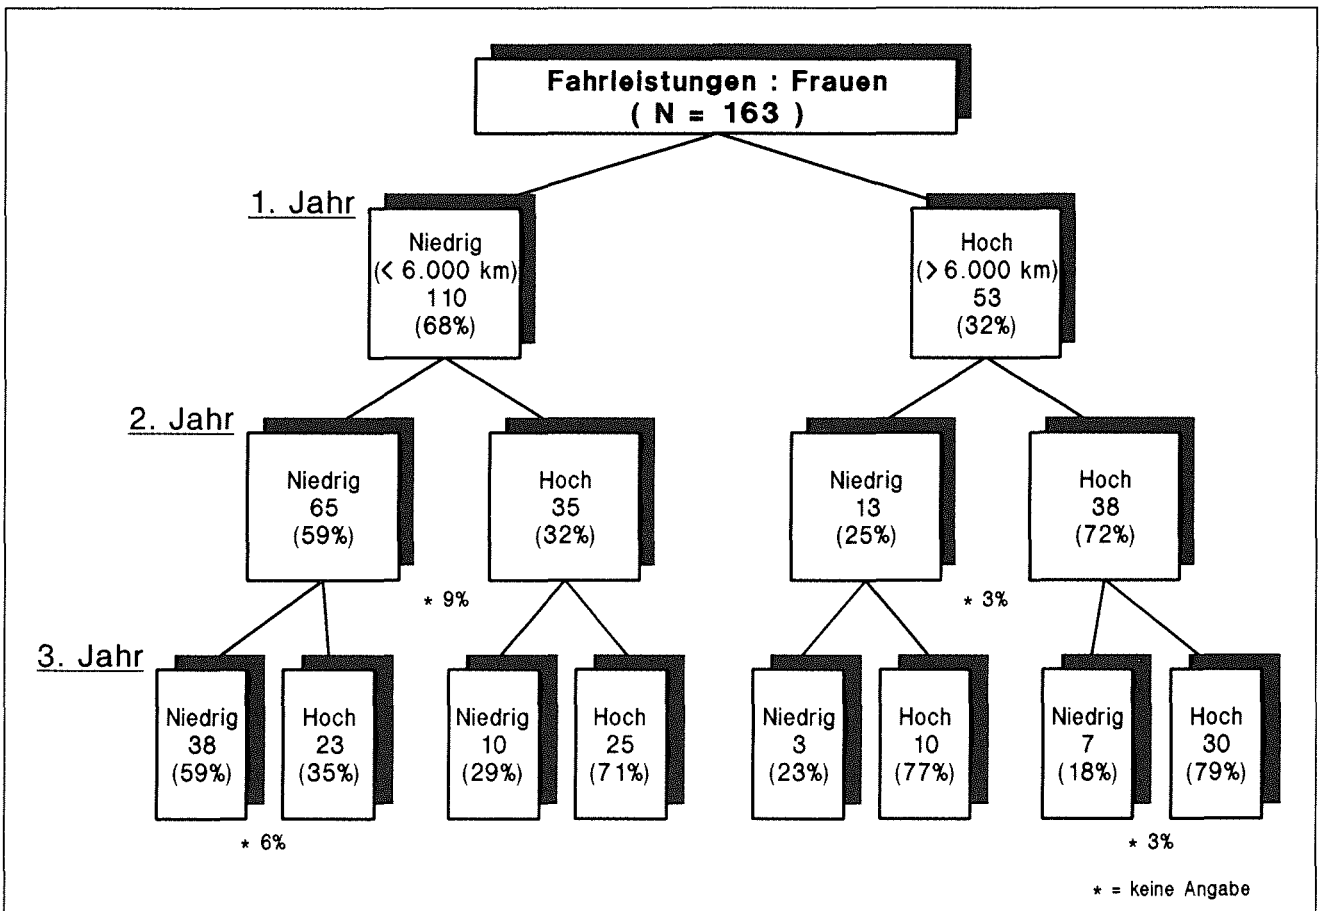 Fahrleistungen : Frauen
( N = 163 )
1. Jahr
Niedrig
(< 6.000 km)
110
(68%)
Hoch
(> 6.000 km)
53
(32%)
2. Jahr
Niedrig
65
(59%)
Hoch
35
(32%)
Niedrig
13
(25%)
Hoch
38
(72%)
* 9%
* 3%
3. Jahr
Niedrig
38
(59%)
Hoch
23
(35%)
Niedrig
10
(29%)
Hoch
25
(71%)
Niedrig
3
(23%)
Hoch
10
(77%)
Niedrig
7
(18%)
Hoch
30
(79%)
* 6%
* 3%
* = keine Angabe